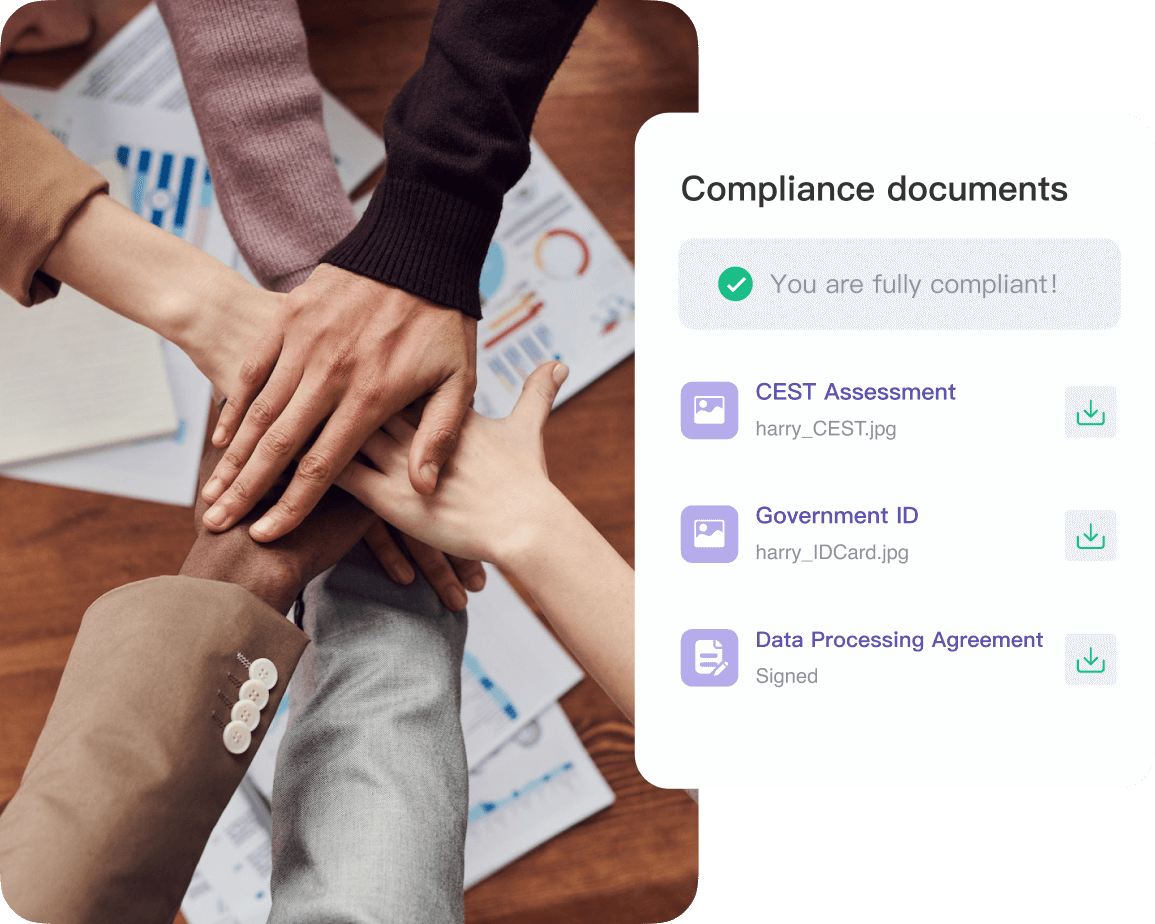 Compliance documents
You are fully compliant!
CEST Assessment
harry_CEST.jpg
Government ID
harry_IDCard.jpg
Data Processing Agreement
Signed